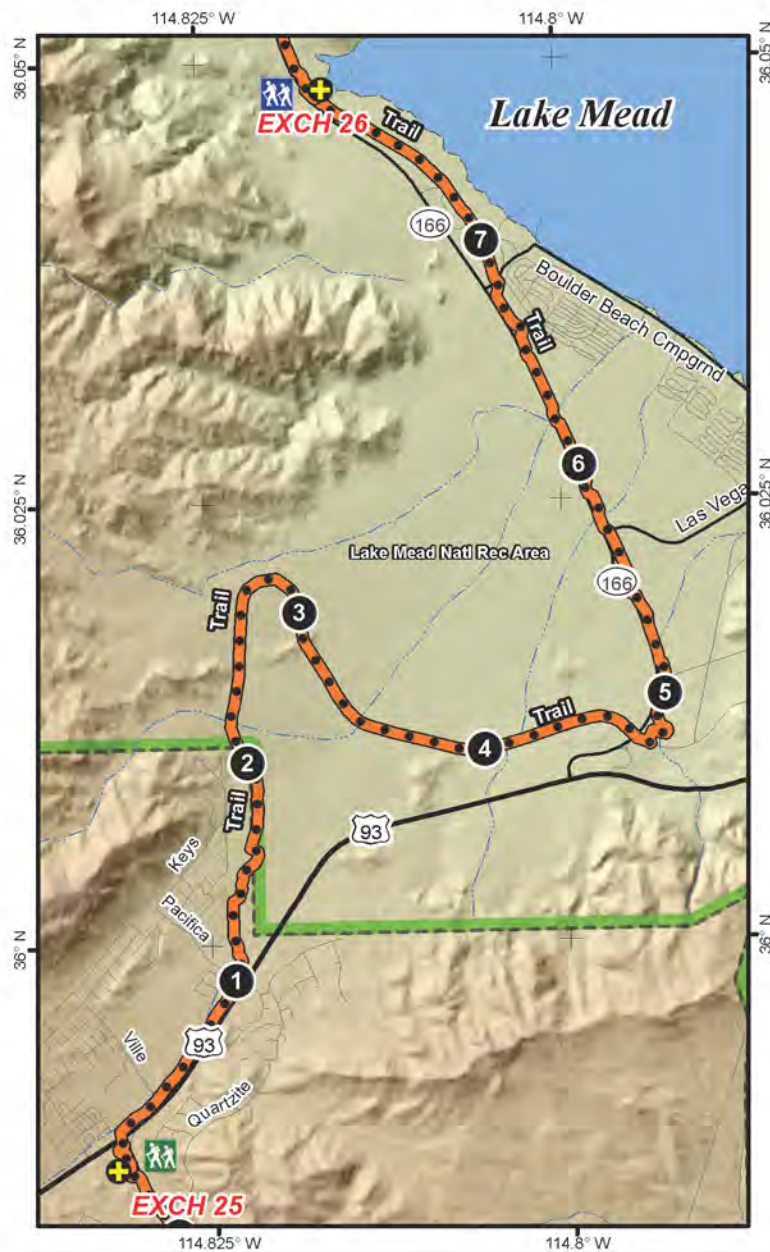 114.825° W
114.8° W
36.05° N
36.05° N
EXCH 26
Trail
Lake Mead
166
7
Boulder Beach Cmpgrnd
Trail
6
36.025° N
36.025° N
Las Vega
Lake Mead Natl Rec Area
166
Trail
3
5
Trail
4
2
Trail
93
Keys
Pacifica
36° N
36° N
1
93
Ville
Quartzite
EXCH 25
114.825° W
114.8° W